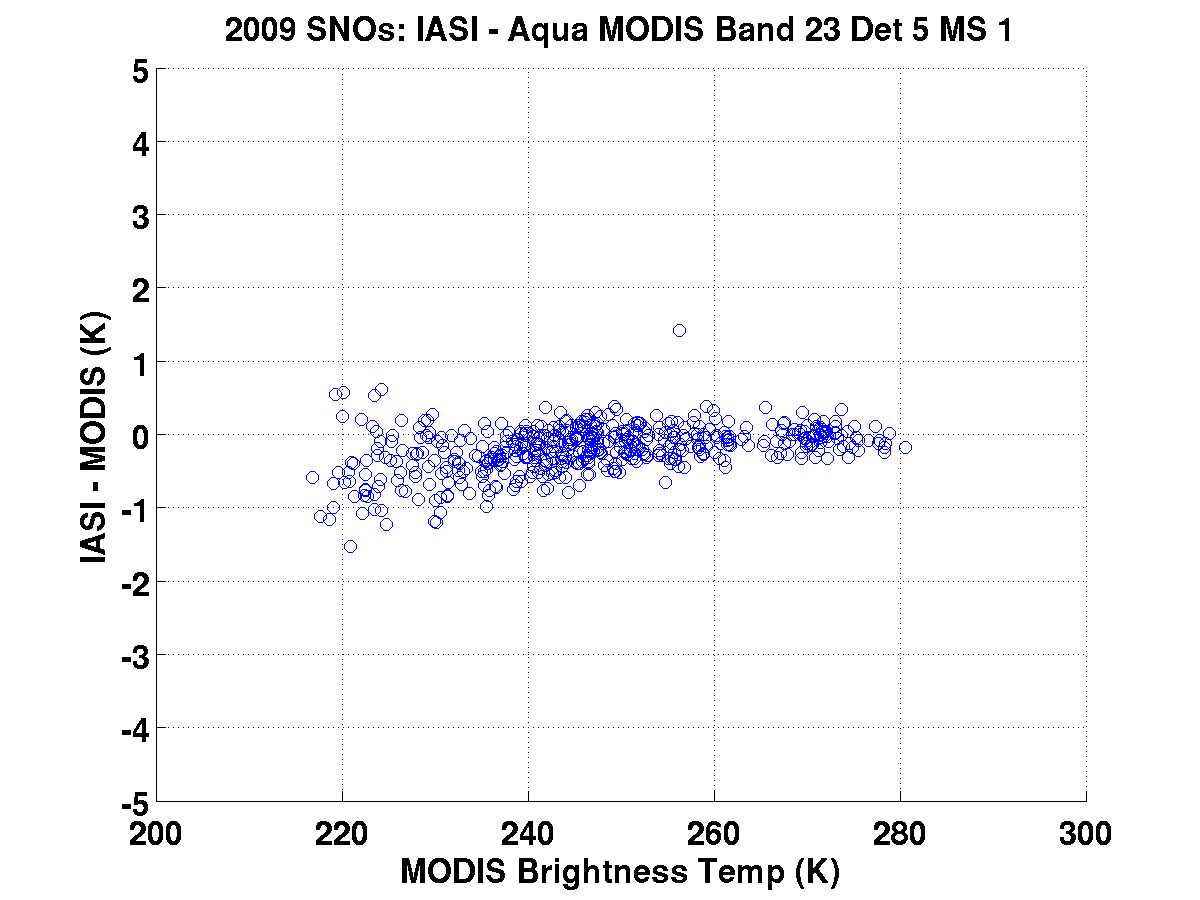 2009 SNOs: IASI - Aqua MODIS Band 23 Det 5 MS 1
5
4
3
2
1
0
-1
-2
-3
-4
-5
IASI - MODIS (K)
200 220 240 260 280 300
MODIS Brightness Temp (K)